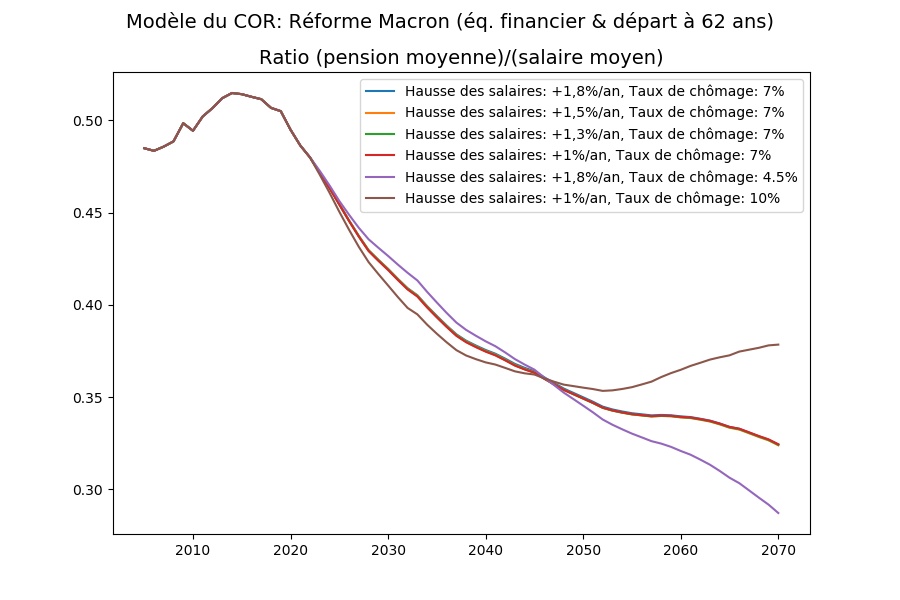 Modèle du COR: Réforme Macron (éq. financier & départ à 62 ans)
Ratio (pension moyenne)/(salaire moyen)
Hausse des salaires: +1,8%/an, Taux de chômage: 7%
Hausse des salaires: +1,5%/an, Taux de chômage: 7%
Hausse des salaires: +1,3%/an, Taux de chômage: 7%
Hausse des salaires: +1%/an, Taux de chômage: 7%
Hausse des salaires: +1,8%/an, Taux de chômage: 4.5%
Hausse des salaires: +1%/an, Taux de chômage: 10%
0.50
0.45
0.40
0.35
0.30
2010 2020 2030 2040 2050 2060 2070